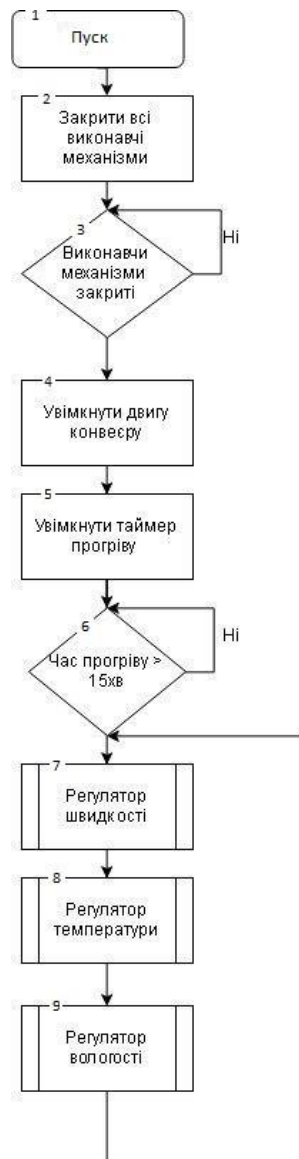 1
Пуск
2
Закрити всі
виконавчі
механізми
3
Виконавчи
механізми
закриті
Ні
4
Увімкнути двигу
конвеєру
5
Увімкнути таймер
прогріву
6
Час прогріву >
15хв
Ні
7
Регулятор
швидкості
8
Регулятор
температури
9
Регулятор
вологості